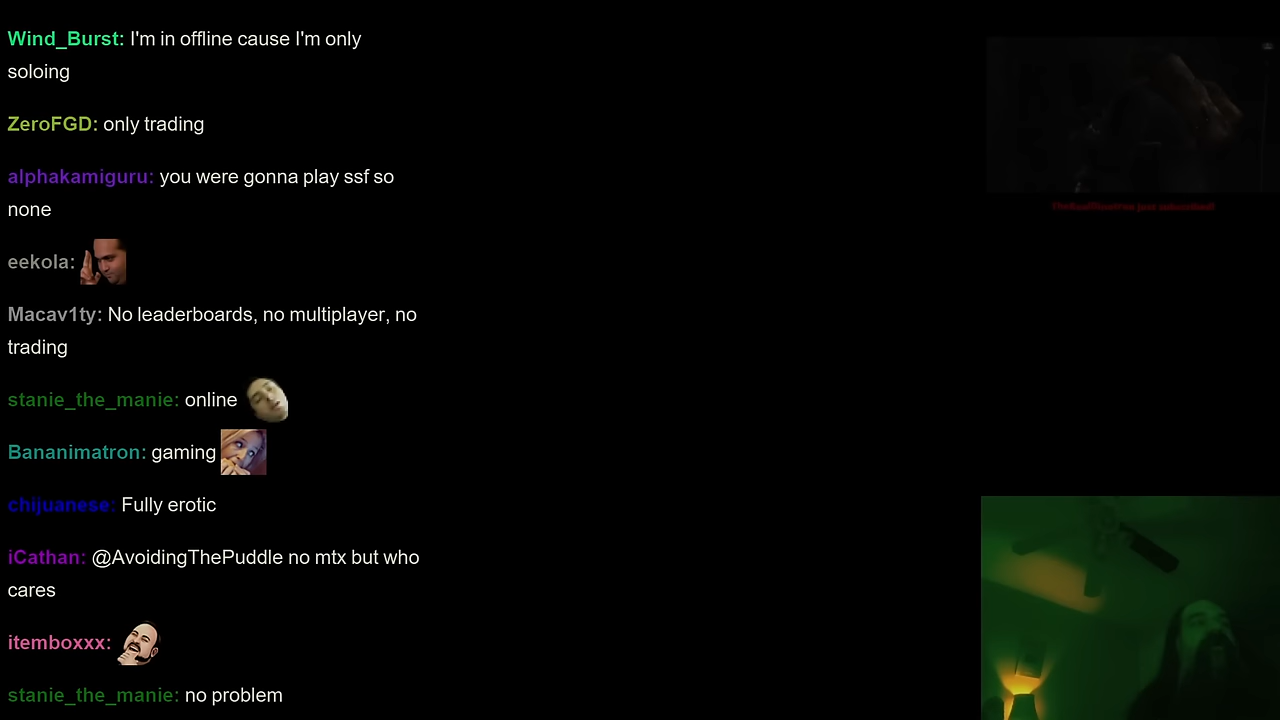 Wind_Burst: I'm in offline cause I'm only
soloing
ZeroFGD: only trading
alphakamiguru: you were gonna play ssf so
none
eekola:
Macav1ty: No leaderboards, no multiplayer, no
trading
stanie_the_manie: online
Bananimatron: gaming
chijuanese: Fully erotic
iCathan: @AvoidingThePuddle no mtx but who
cares
itemboxxx:
stanie_the_manie: no problem